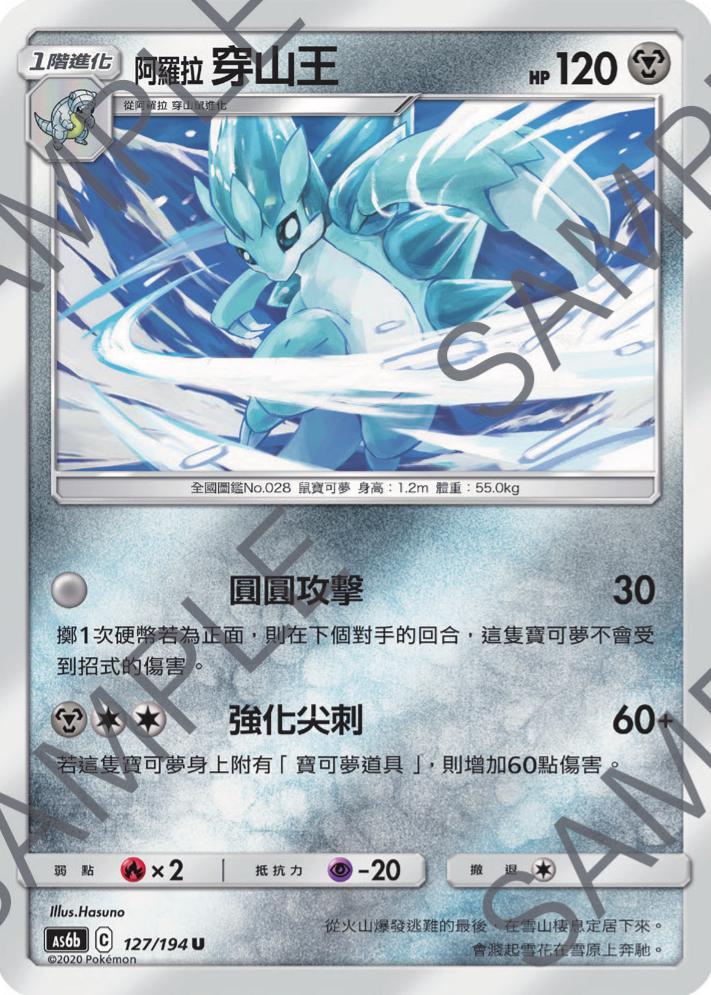 1階進化
阿羅拉 穿山王
HP 120
從阿羅拉 穿山鼠進化
全國圖鑑No.028 鼠寶可夢 身高：1.2m 體重：55.0kg
圓圓攻擊 30
擲1次硬幣若為正面，則在下個對手的回合，這隻寶可夢不會受
到招式的傷害。
強化尖刺 60+
若這隻寶可夢身上附有「寶可夢道具」，則增加60點傷害。
弱點 ×2 抵抗力 -20 撤退
Illus.Hasuno
從火山爆發逃難的最後，在雪山棲息定居下來。
AS6b C 127/194 U
會濺起雪花在雪原上奔馳。
©2020 Pokémon
SAMPLE
SAMPLE
SAMPLE
SAMPLE
SAMPLE